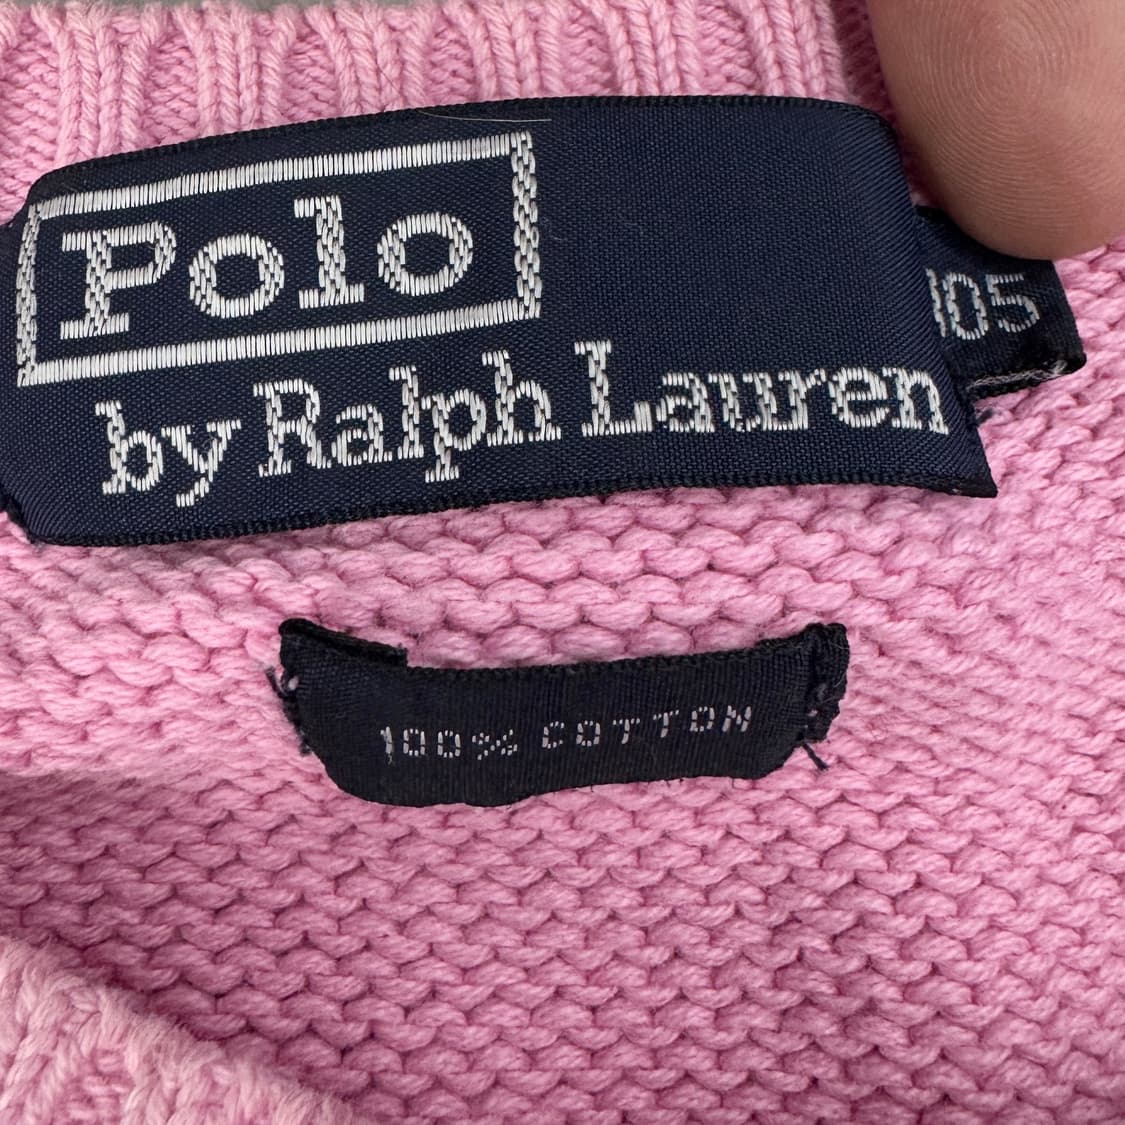 Polo
by Ralph Lauren
105
100% COTTON